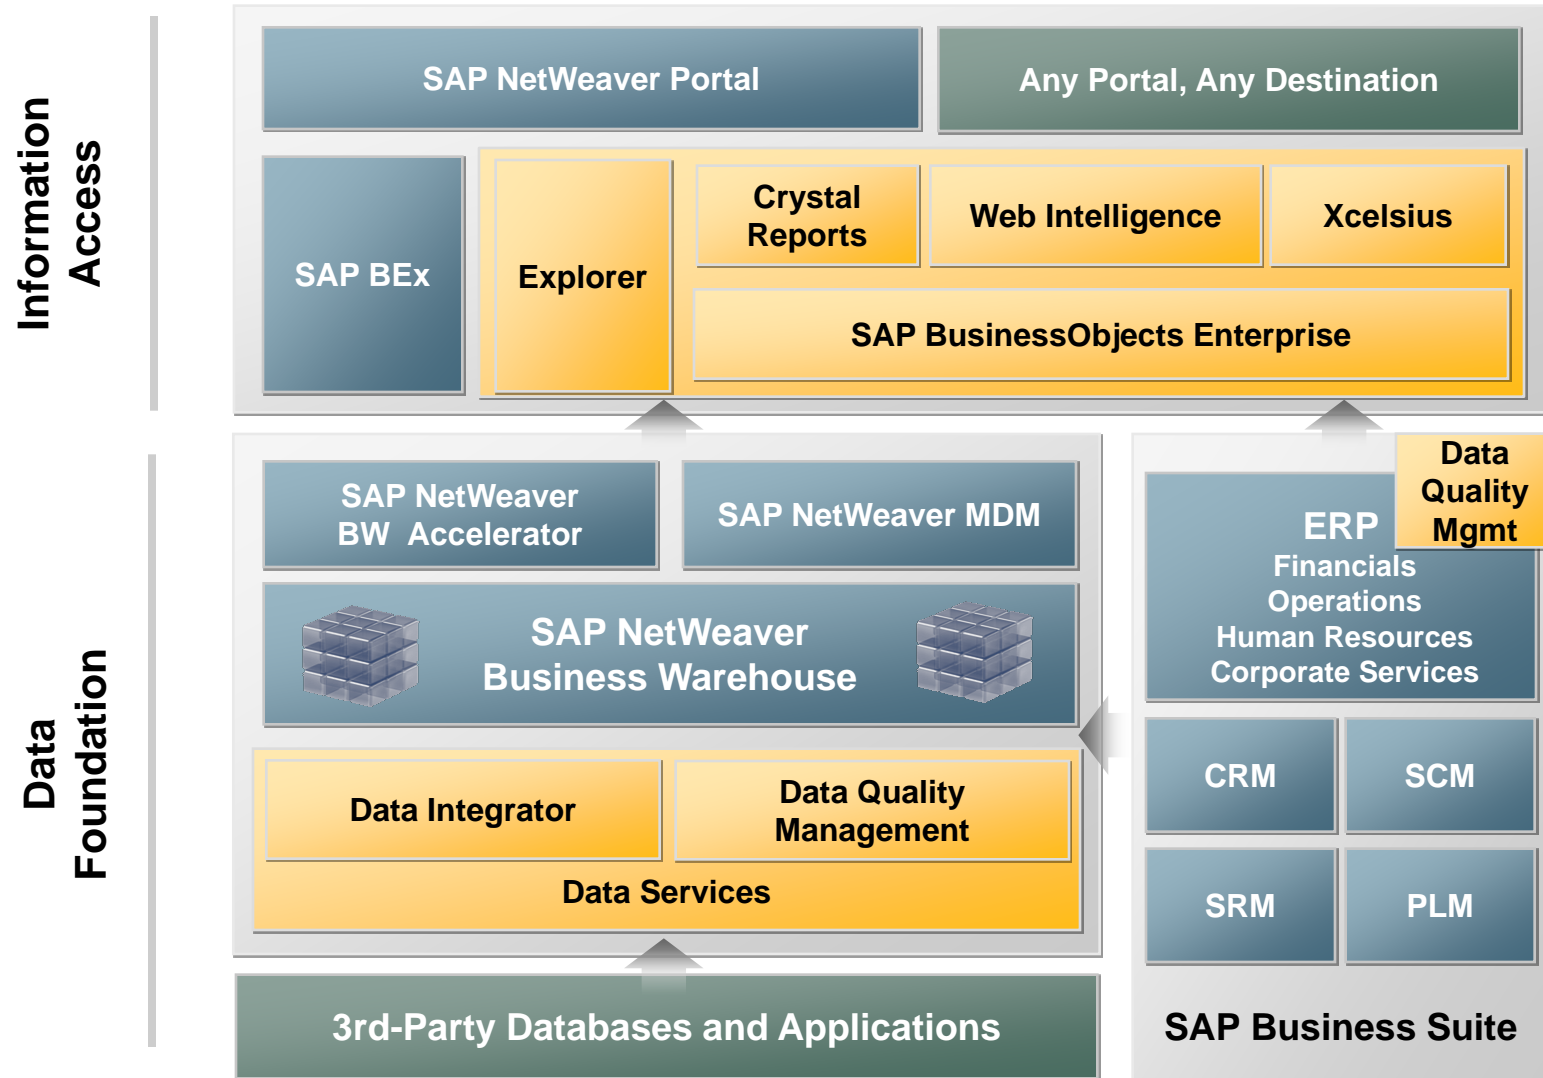 Information
Access
SAP NetWeaver Portal
Any Portal, Any Destination
SAP BEx
Explorer
Crystal
Reports
Web Intelligence
Xcelsius
SAP BusinessObjects Enterprise
Data
Foundation
SAP NetWeaver
BW Accelerator
SAP NetWeaver MDM
SAP NetWeaver
Business Warehouse
Data Integrator
Data Quality
Management
Data Services
3rd-Party Databases and Applications
Data
Quality
Mgmt
ERP
Financials
Operations
Human Resources
Corporate Services
CRM
SCM
SRM
PLM
SAP Business Suite